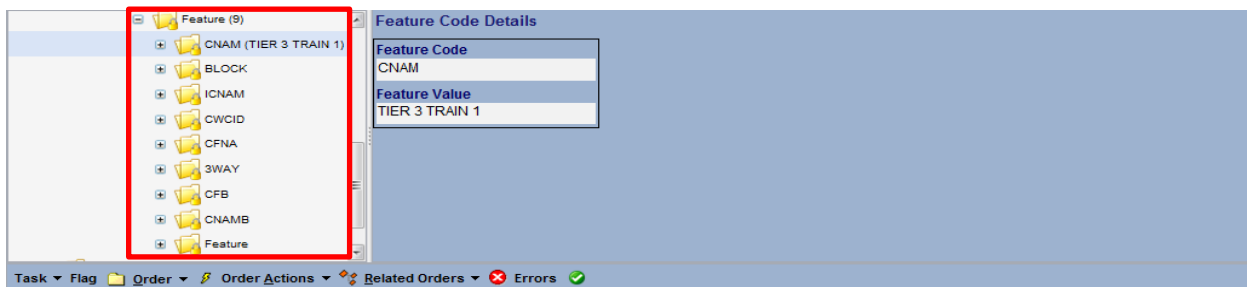 Feature (9)
CNAM (TIER 3 TRAIN 1)
BLOCK
ICNAM
CWCID
CFNA
3WAY
CFB
CNAMB
Feature
Feature Code Details
Feature Code
CNAM
Feature Value
TIER 3 TRAIN 1
Task Flag Order Order Actions Related Orders Errors